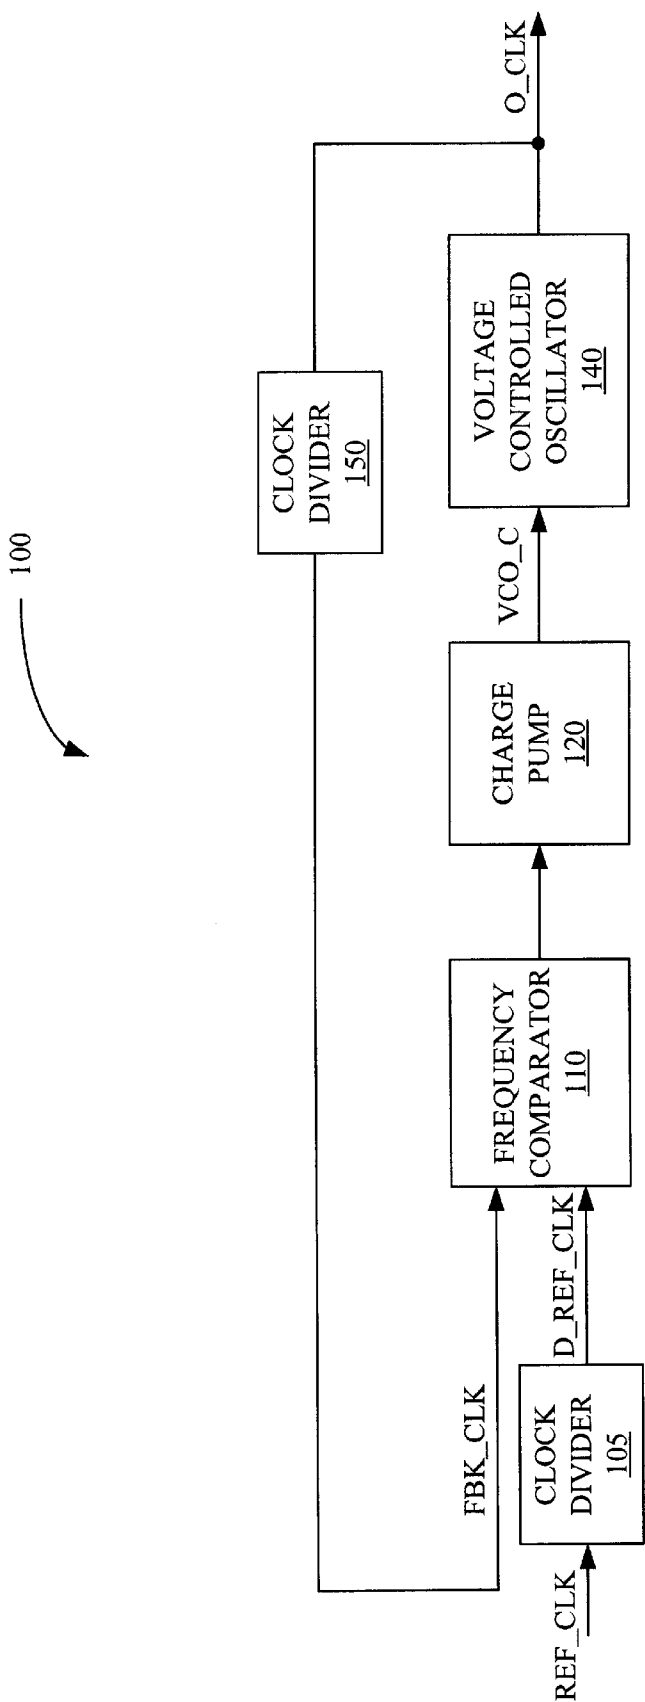 100
CLOCK
DIVIDER
150
REF_CLK
CLOCK
DIVIDER
105
FBK_CLK
D_REF_CLK
FREQUENCY
COMPARATOR
110
CHARGE
PUMP
120
VCO_C
VOLTAGE
CONTROLLED
OSCILLATOR
140
O_CLK